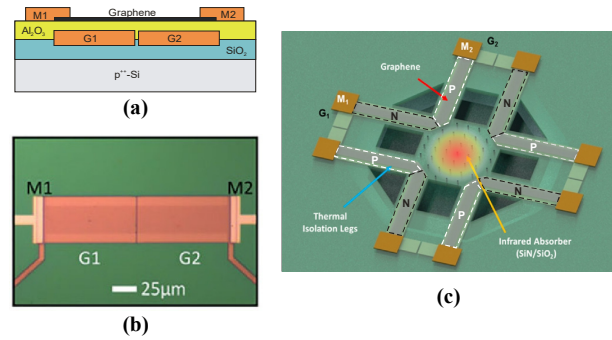 M1
Graphene
M2
Al₂O₃
G1
G2
SiO₂
p⁺⁺-Si
(a)
M1
M2
G1
G2
25μm
(b)
M₂
G₂
Graphene
P
N
M₁
N
G₁
P
P
N
N
P
Thermal
Isolation Legs
Infrared Absorber
(SiN/SiO₂)
(c)